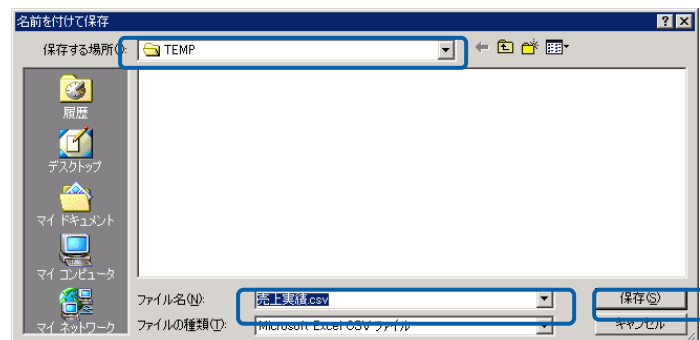 名前を付けて保存
保存する場所(I):
TEMP
履歴
デスクトップ
マイ ドキュメント
マイ コンピュータ
マイ ネットワーク
ファイル名(N):
売上実績.csv
保存(S)
ファイルの種類(T):
Microsoft Excel CSV ファイル
キャンセル